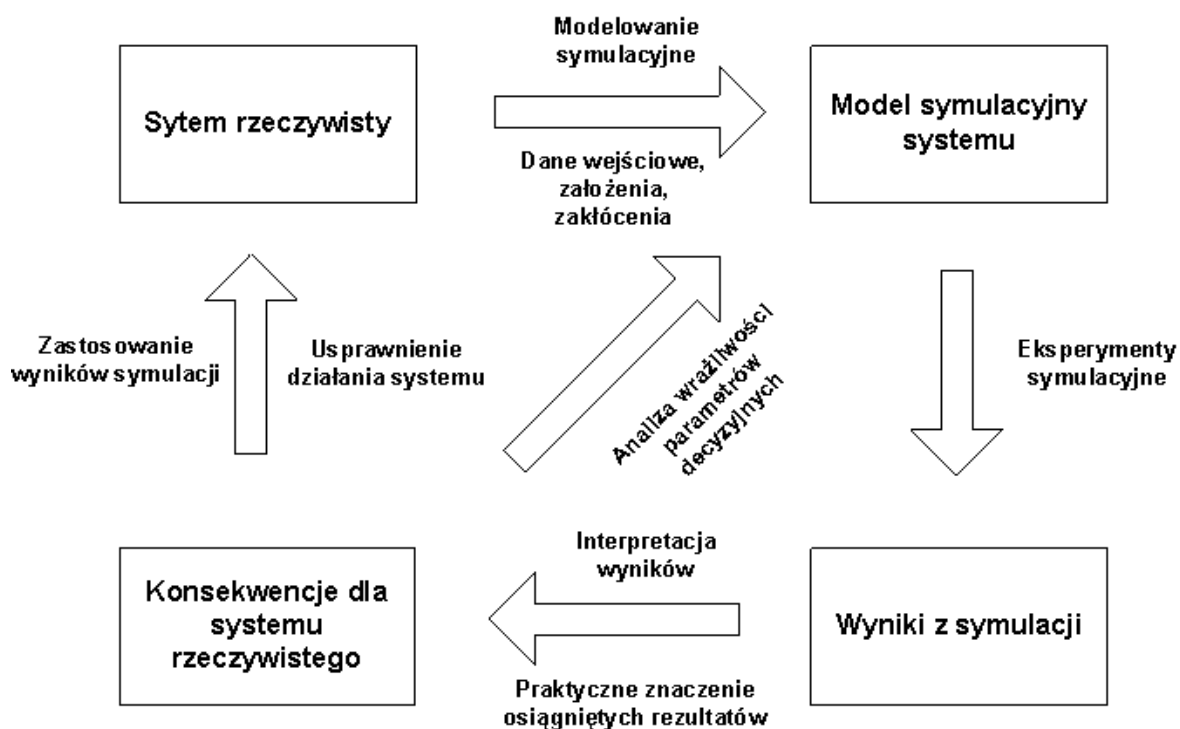 Modelowanie
symulacyjne
Sytem rzeczywisty
Model symulacyjny
systemu
Dane wejściowe,
założenia,
zakłócenia
Zastosowanie
wyników symulacji
Usprawnienie
działania systemu
Analiza wrażliwości
parametrów
decyzyjnych
Eksperymenty
symulacyjne
Interpretacja
wyników
Konsekwencje dla
systemu
rzeczywistego
Wyniki z symulacji
Praktyczne znaczenie
osiągniętych rezultatów